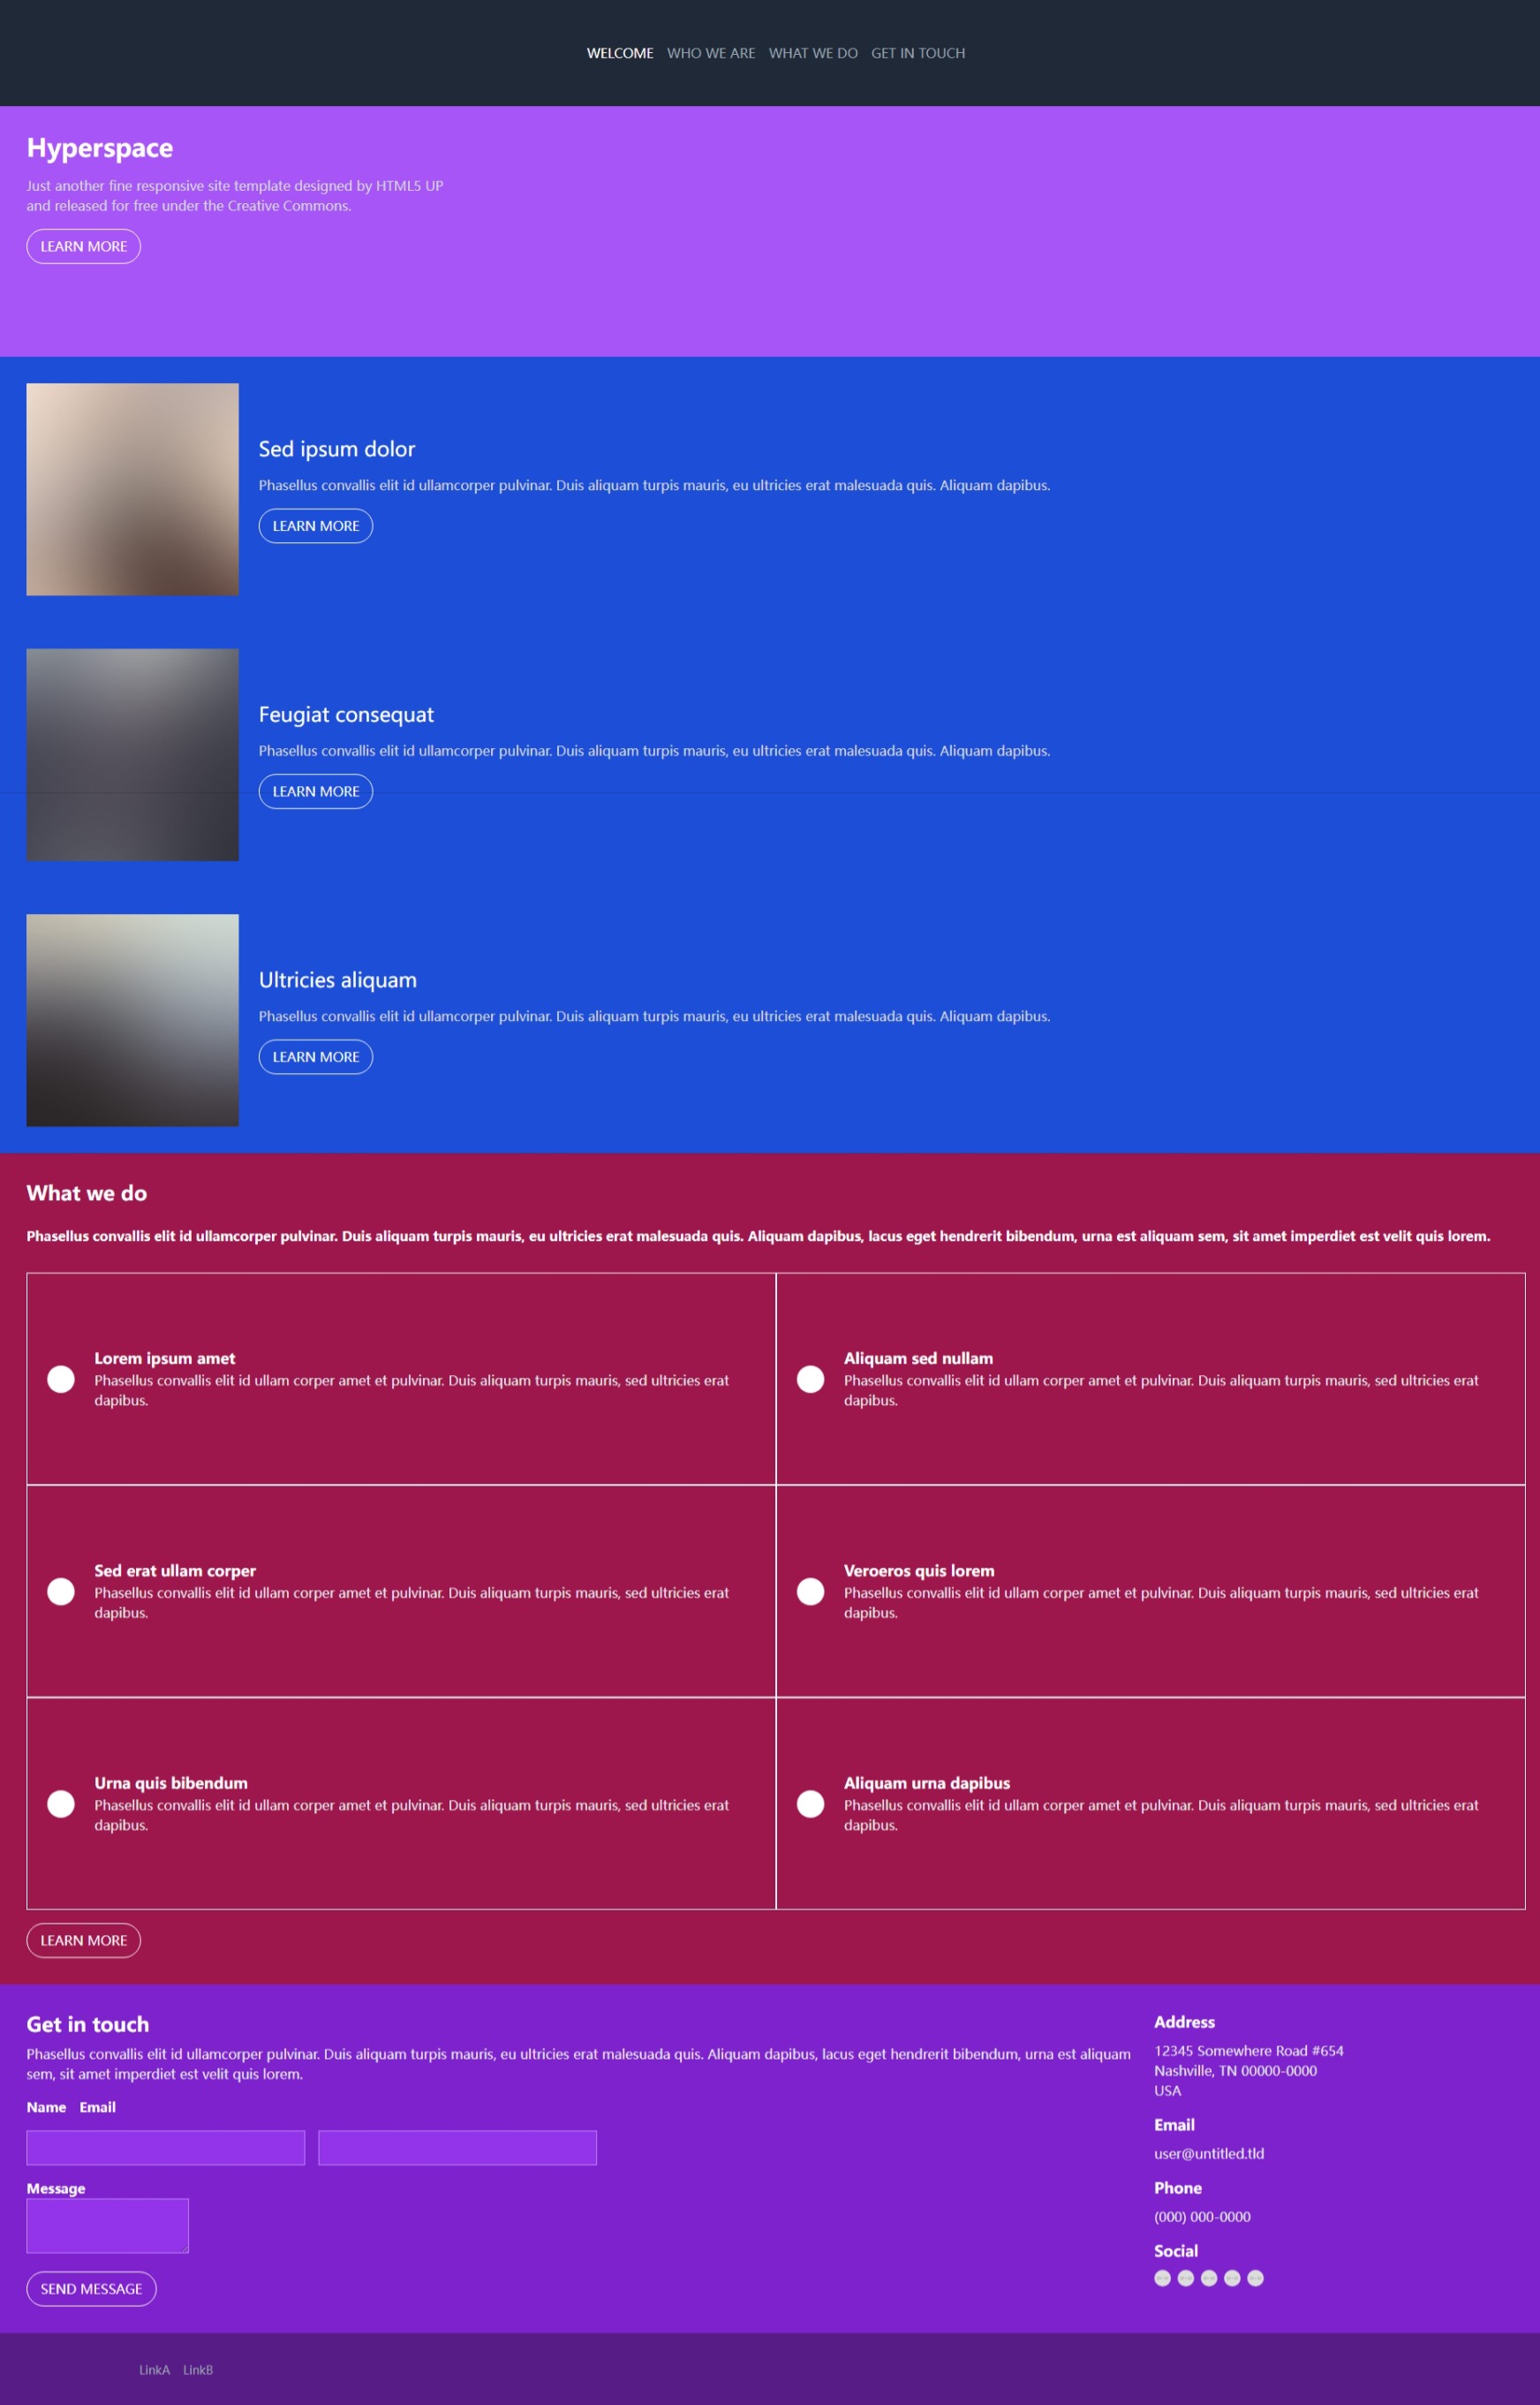 WELCOME WHO WE ARE WHAT WE DO GET IN TOUCH
Hyperspace
Just another fine responsive site template designed by HTML5 UP
and released for free under the Creative Commons.
LEARN MORE
Sed ipsum dolor
Phasellus convallis elit id ullamcorper pulvinar. Duis aliquam turpis mauris, eu ultricies erat malesuada quis. Aliquam dapibus.
LEARN MORE
Feugiat consequat
Phasellus convallis elit id ullamcorper pulvinar. Duis aliquam turpis mauris, eu ultricies erat malesuada quis. Aliquam dapibus.
LEARN MORE
Ultricies aliquam
Phasellus convallis elit id ullamcorper pulvinar. Duis aliquam turpis mauris, eu ultricies erat malesuada quis. Aliquam dapibus.
LEARN MORE
What we do
Phasellus convallis elit id ullamcorper pulvinar. Duis aliquam turpis mauris, eu ultricies erat malesuada quis. Aliquam dapibus, lacus eget hendrerit bibendum, urna est aliquam sem, sit amet imperdiet est velit quis lorem.
Lorem ipsum amet
Phasellus convallis elit id ullam corper amet et pulvinar. Duis aliquam turpis mauris, sed ultricies erat
dapibus.
Aliquam sed nullam
Phasellus convallis elit id ullam corper amet et pulvinar. Duis aliquam turpis mauris, sed ultricies erat
dapibus.
Sed erat ullam corper
Phasellus convallis elit id ullam corper amet et pulvinar. Duis aliquam turpis mauris, sed ultricies erat
dapibus.
Veroeros quis lorem
Phasellus convallis elit id ullam corper amet et pulvinar. Duis aliquam turpis mauris, sed ultricies erat
dapibus.
Urna quis bibendum
Phasellus convallis elit id ullam corper amet et pulvinar. Duis aliquam turpis mauris, sed ultricies erat
dapibus.
Aliquam urna dapibus
Phasellus convallis elit id ullam corper amet et pulvinar. Duis aliquam turpis mauris, sed ultricies erat
dapibus.
LEARN MORE
Get in touch
Phasellus convallis elit id ullamcorper pulvinar. Duis aliquam turpis mauris, eu ultricies erat malesuada quis. Aliquam dapibus, lacus eget hendrerit bibendum, urna est aliquam
sem, sit amet imperdiet est velit quis lorem.
Name Email
Message
SEND MESSAGE
Address
12345 Somewhere Road #654
Nashville, TN 00000-0000
USA
Email
user@untitled.tld
Phone
(000) 000-0000
Social
LinkA LinkB